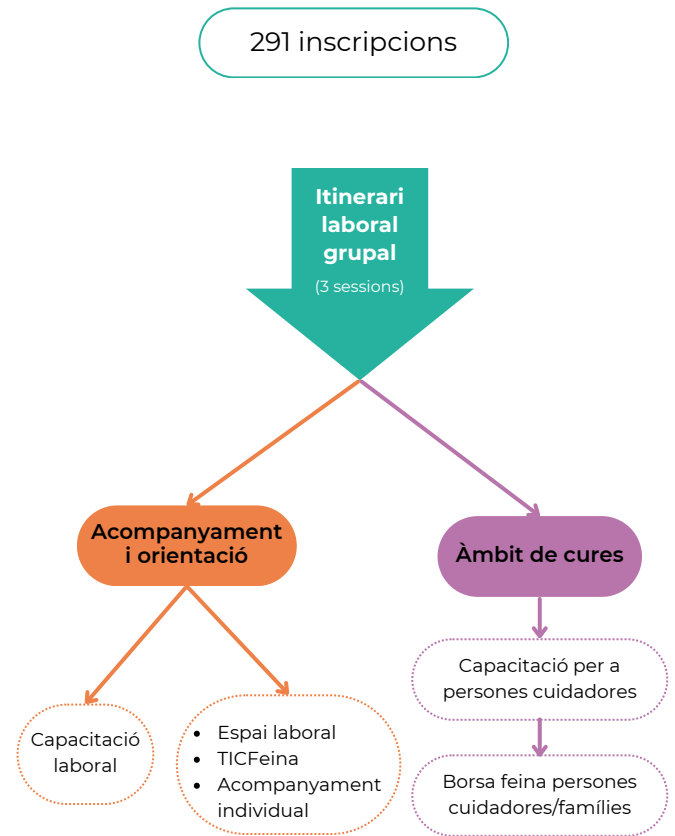 291 inscripcions
Itinerari
laboral
grupal
(3 sessions)
Acompanyament
i orientació
Àmbit de cures
Capacitació
laboral
• Espai laboral
• TICFeina
• Acompanyament
individual
Capacitació per a
persones cuidadores
Borsa feina persones
cuidadores/famílies